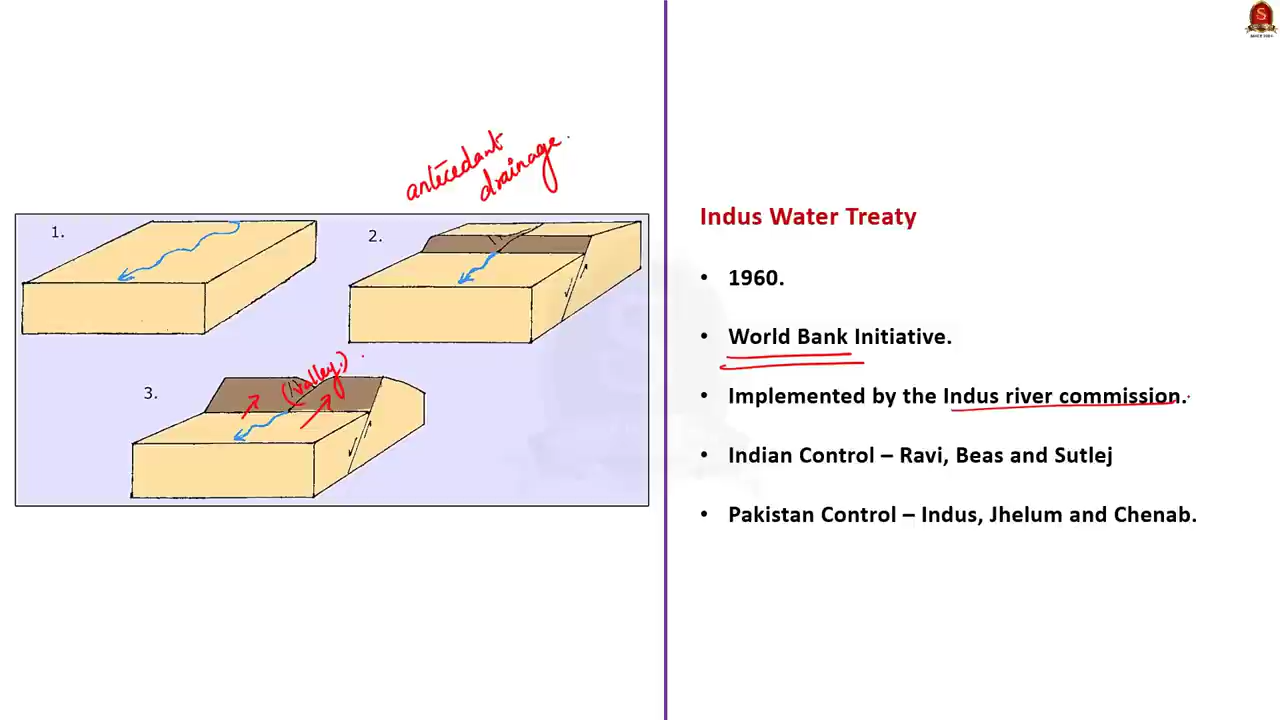 antecedant
drainage
1.
2.
3.
(valley)
Indus Water Treaty
• 1960.
• World Bank Initiative.
• Implemented by the Indus river commission.
• Indian Control – Ravi, Beas and Sutlej
• Pakistan Control – Indus, Jhelum and Chenab.